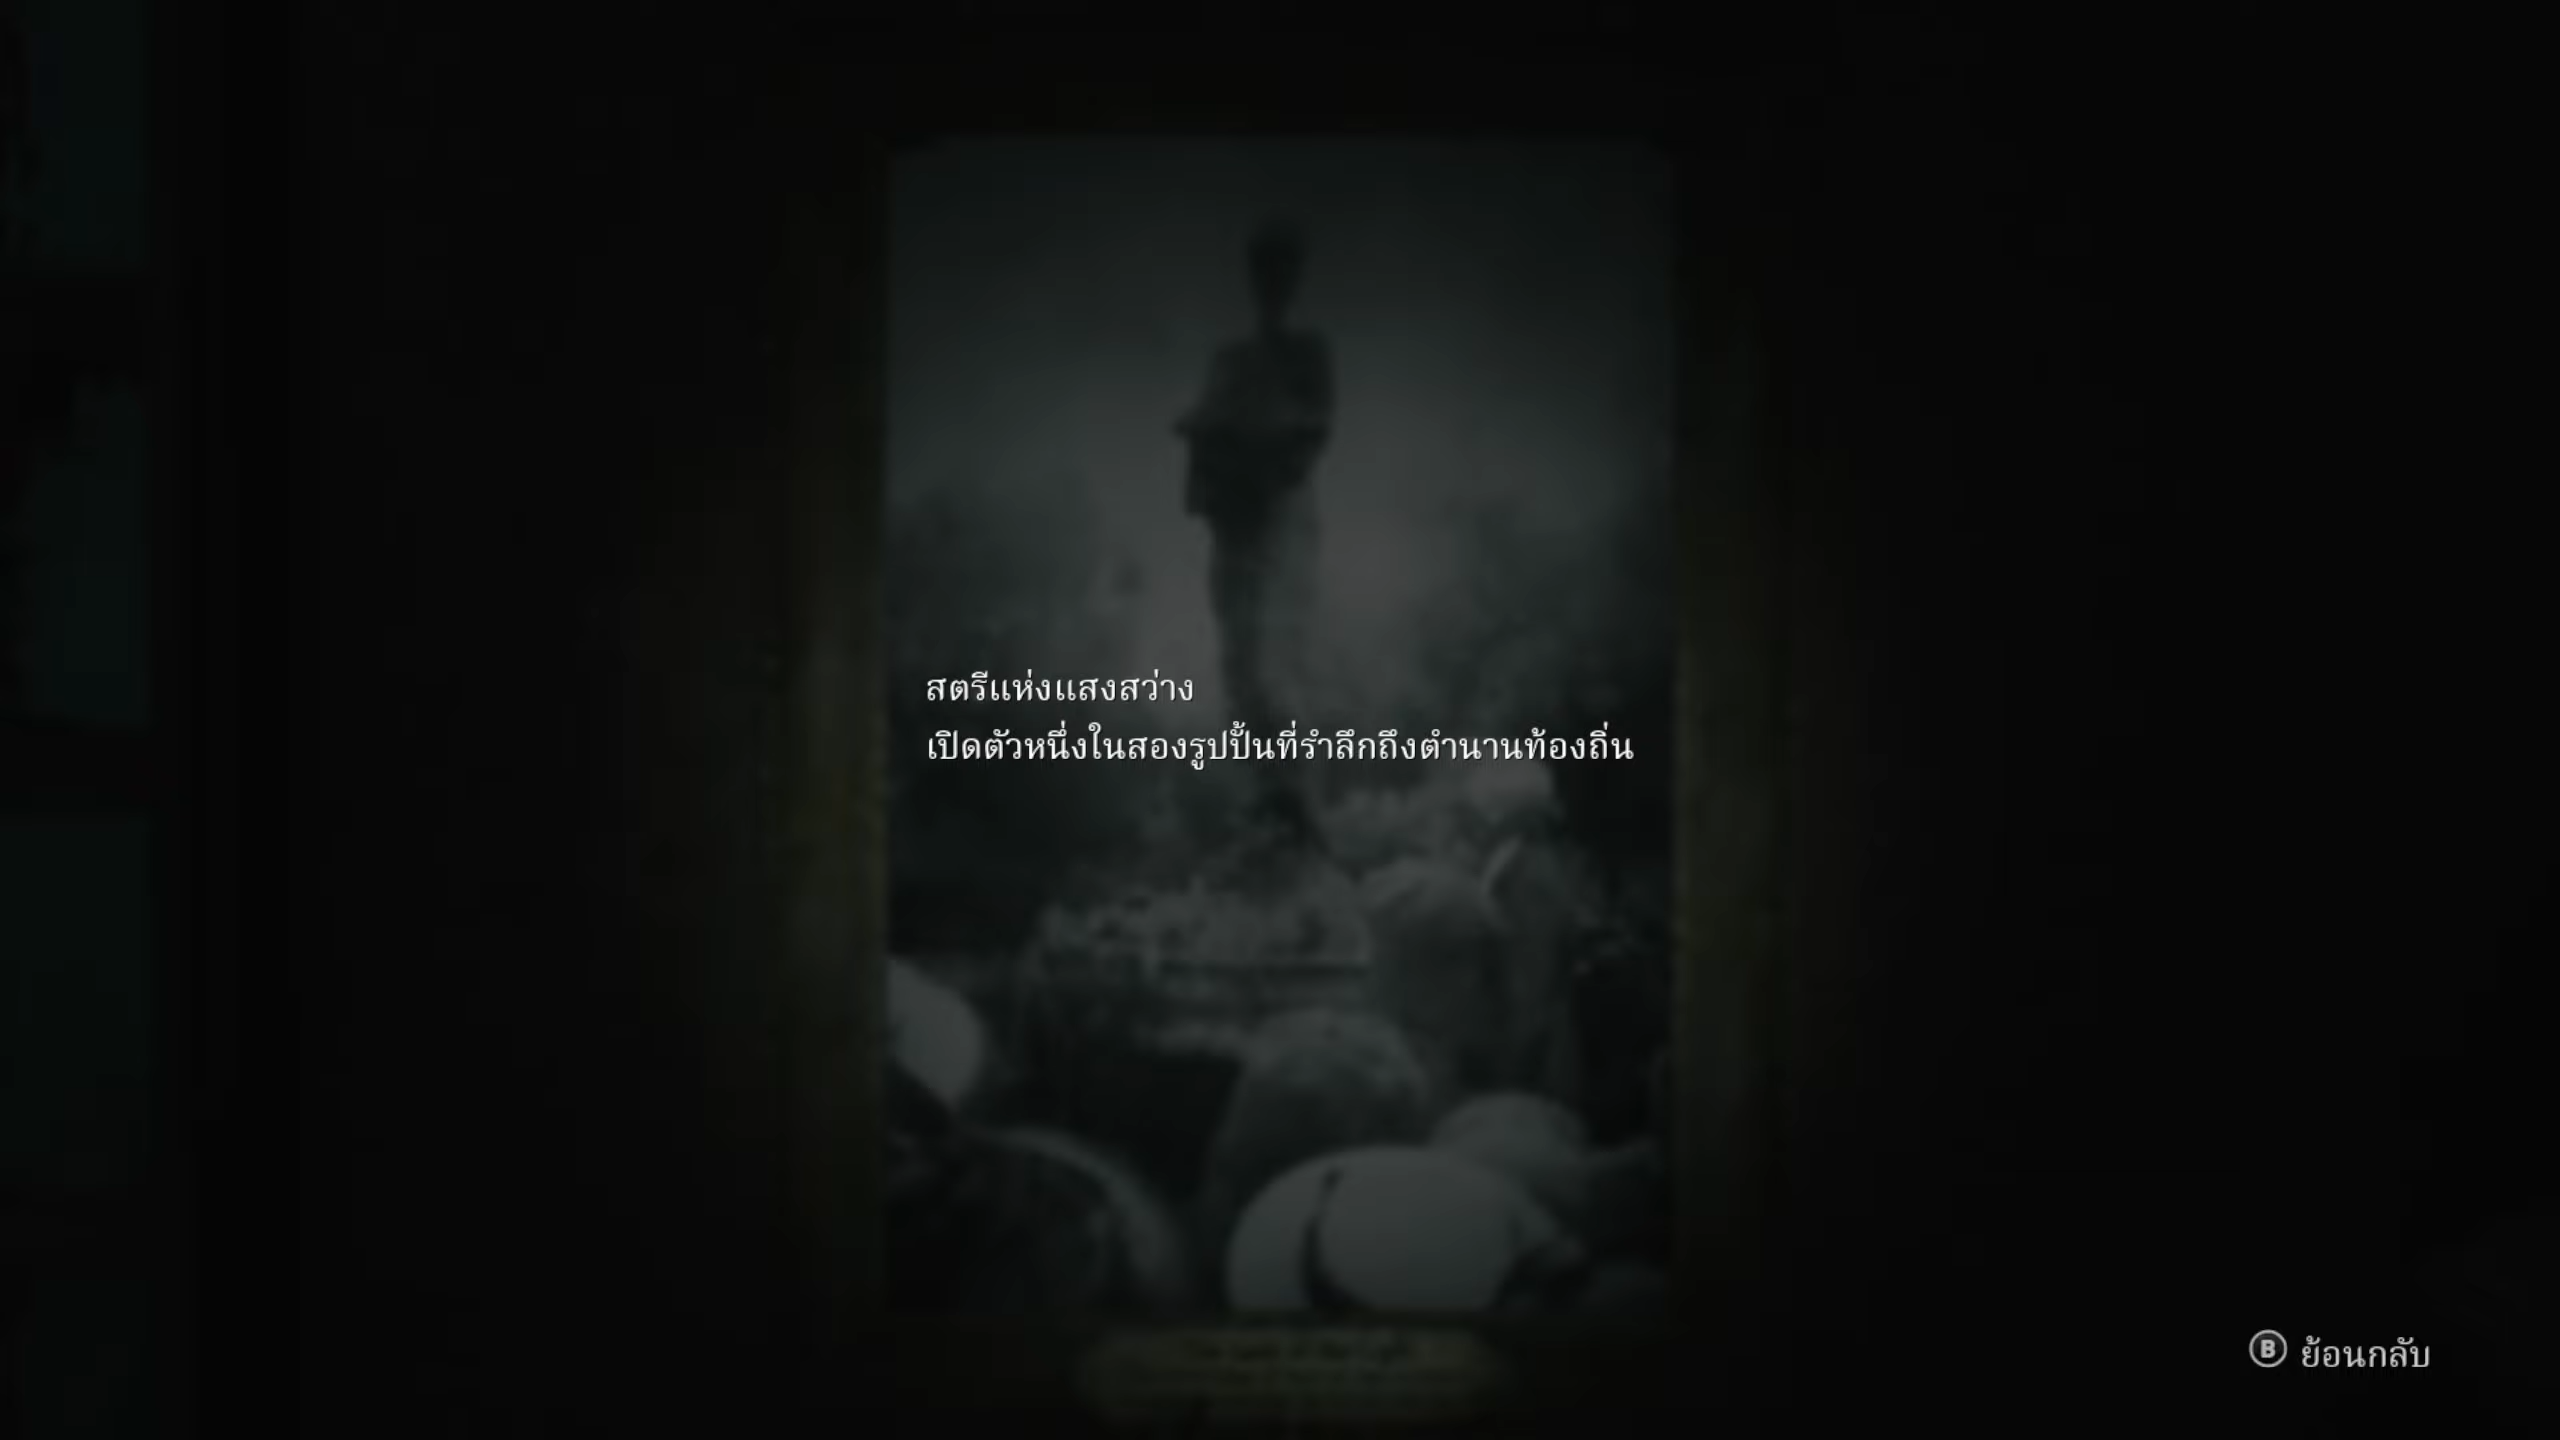 สตรีแห่งแสงสว่าง
เปิดตัวหนึ่งในสองรูปปั้นที่รำลึกถึงตำนานท้องถิ่น
B ย้อนกลับ